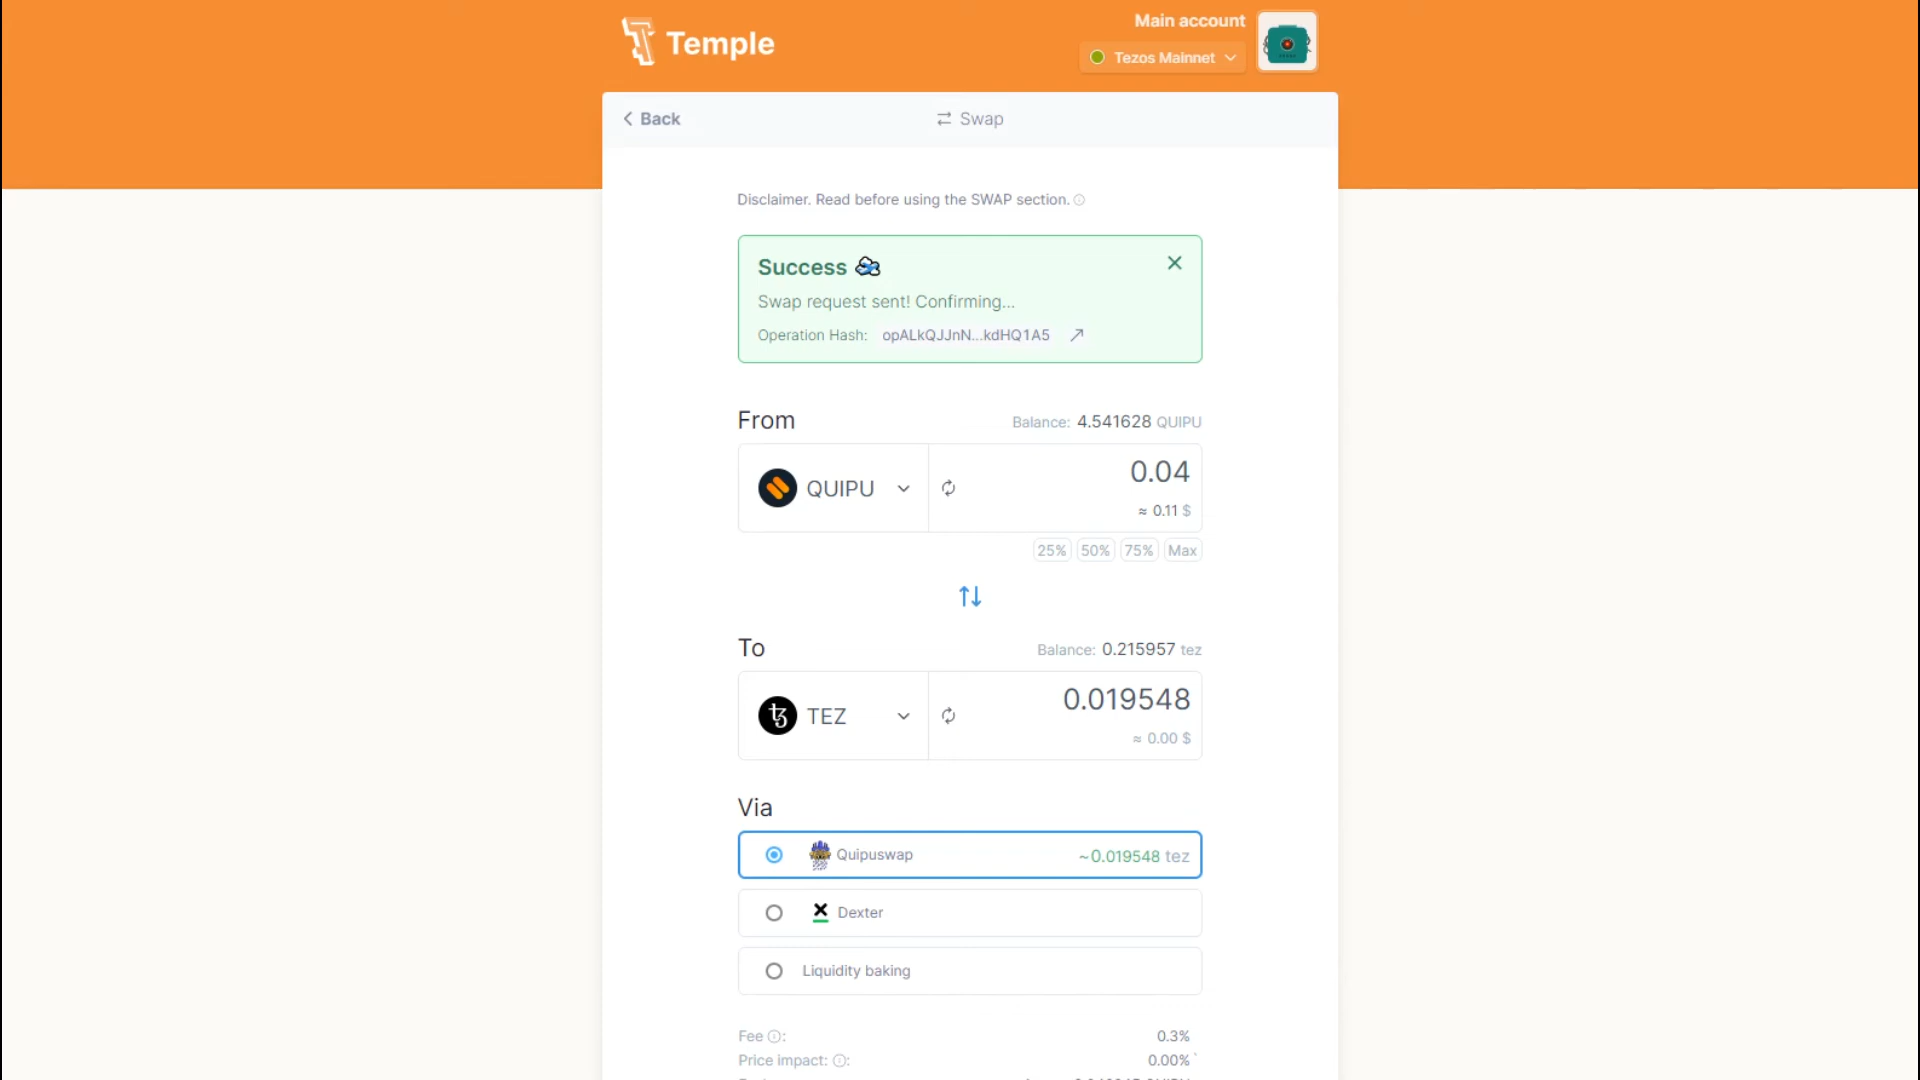 Temple
Main account
Tezos Mainnet
Back
Swap
Disclaimer. Read before using the SWAP section.
Success
Swap request sent! Confirming...
Operation Hash: opALkQJJnN...kdHQ1A5
From
Balance: 4.541628 QUIPU
QUIPU
0.04
≈ 0.11 $
25% 50% 75% Max
To
Balance: 0.215957 tez
TEZ
0.019548
≈ 0.00 $
Via
Quipuswap ~0.019548 tez
Dexter
Liquidity baking
Fee : 0.3%
Price impact: : 0.00%